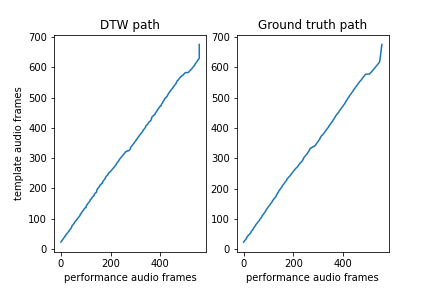 DTW path
Ground truth path
template audio frames
700
600
500
400
300
200
100
0
0 200 400
performance audio frames
700
600
500
400
300
200
100
0
0 200 400
performance audio frames